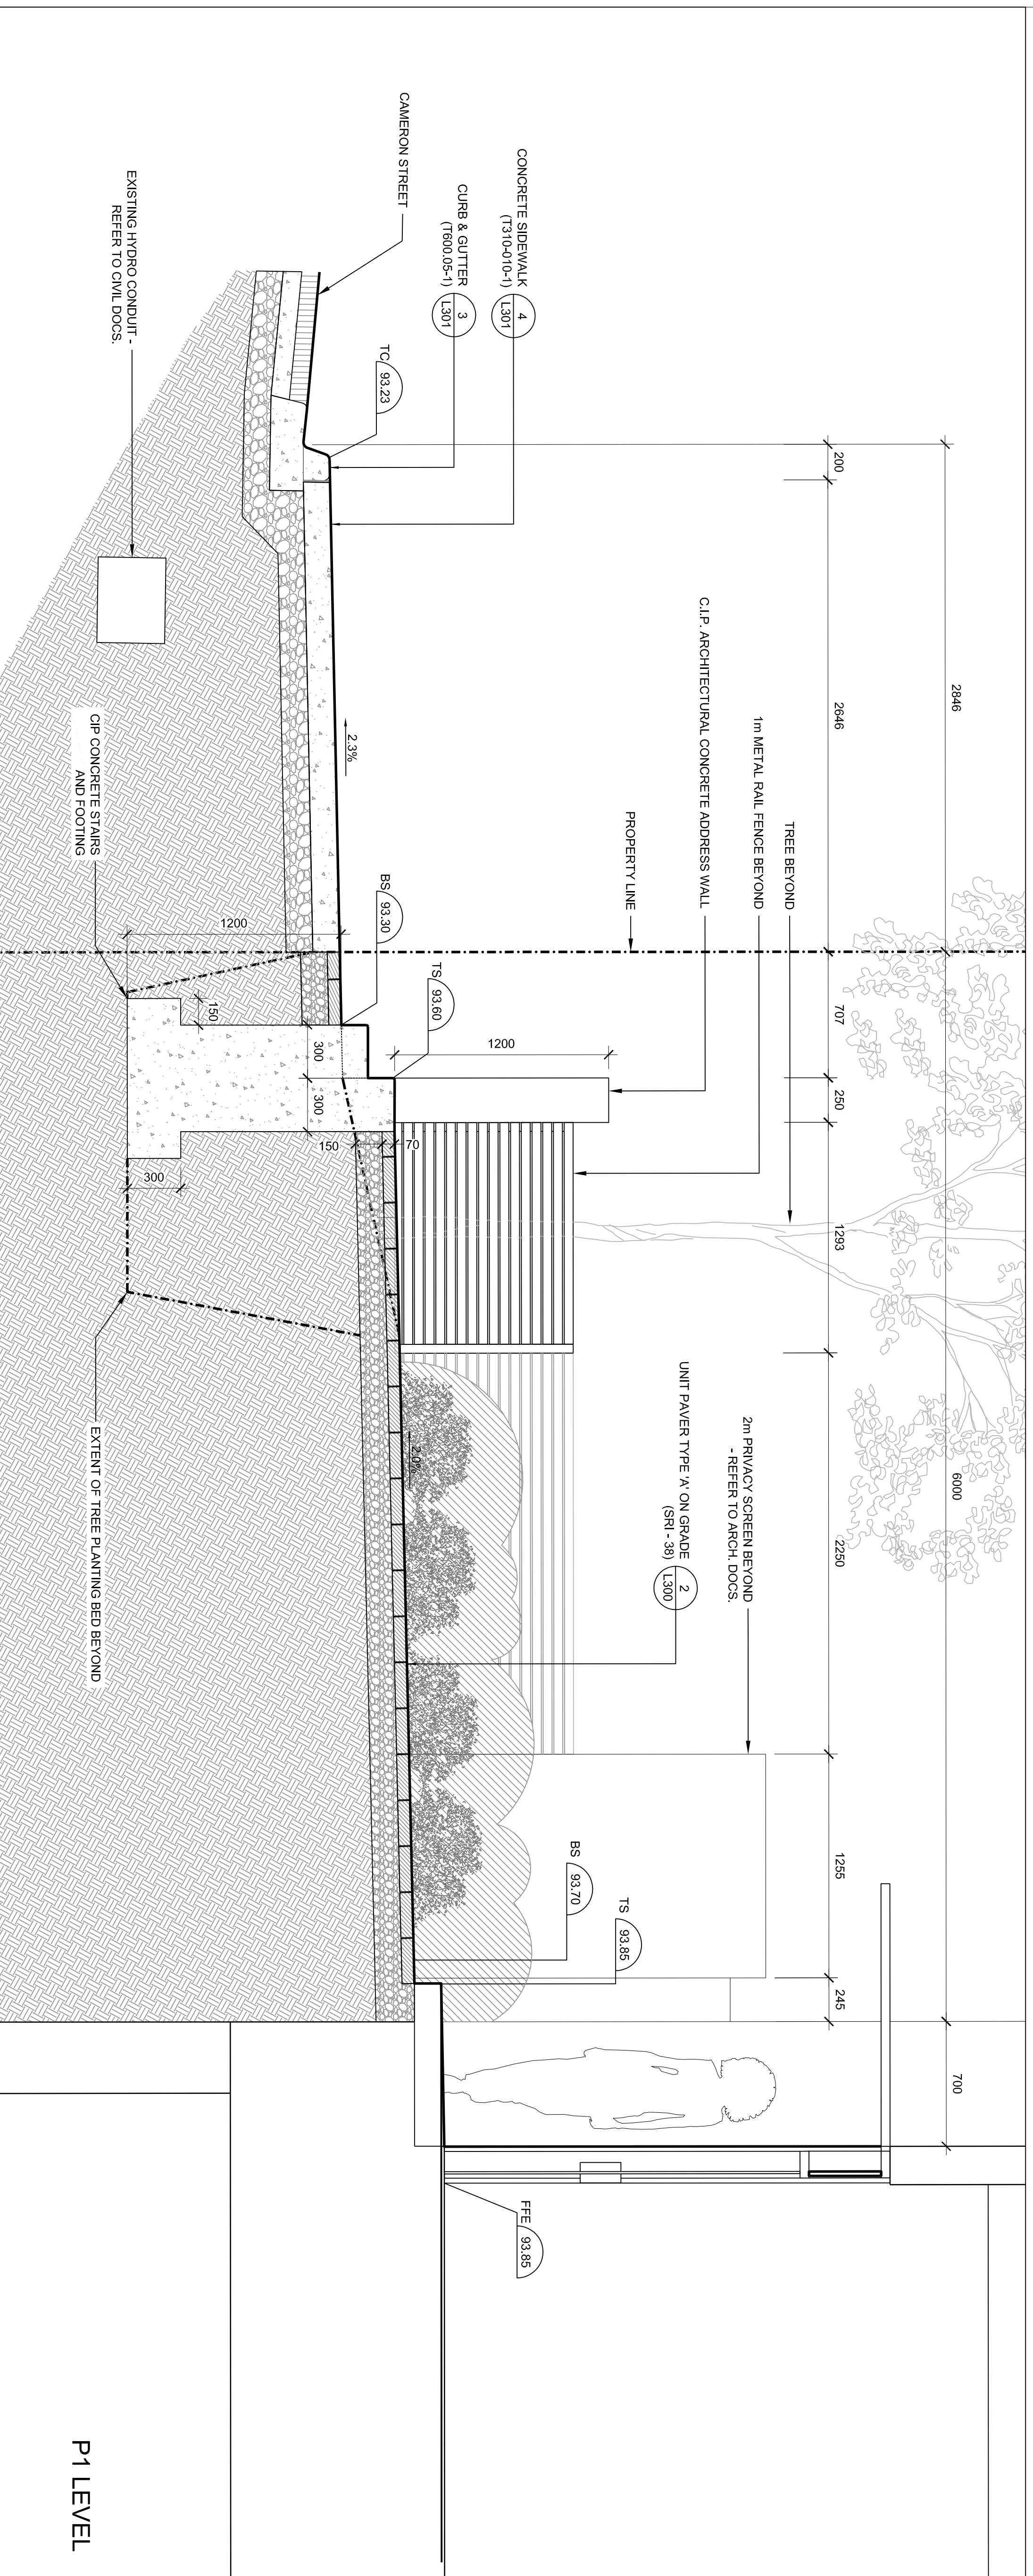 CAMERON STREET
CONCRETE SIDEWALK
(T310-010-1)
4
L301
CURB & GUTTER
(T600.05-1)
3
L301
EXISTING HYDRO CONDUIT -
REFER TO CIVIL DOCS.
TC
93.23
200
2846
2646
C.I.P. ARCHITECTURAL CONCRETE ADDRESS WALL
1m METAL RAIL FENCE BEYOND
TREE BEYOND
PROPERTY LINE
2.3%
CIP CONCRETE STAIRS
AND FOOTING
BS
93.30
TS
93.60
1200
1200
150
300
300
150
70
300
707
250
1293
6000
2250
2m PRIVACY SCREEN BEYOND
- REFER TO ARCH. DOCS.
UNIT PAVER TYPE 'A' ON GRADE
(SRI - 38)
2
L300
2.0%
EXTENT OF TREE PLANTING BED BEYOND
1255
BS
93.70
TS
93.85
245
700
FFE
93.85
P1 LEVEL